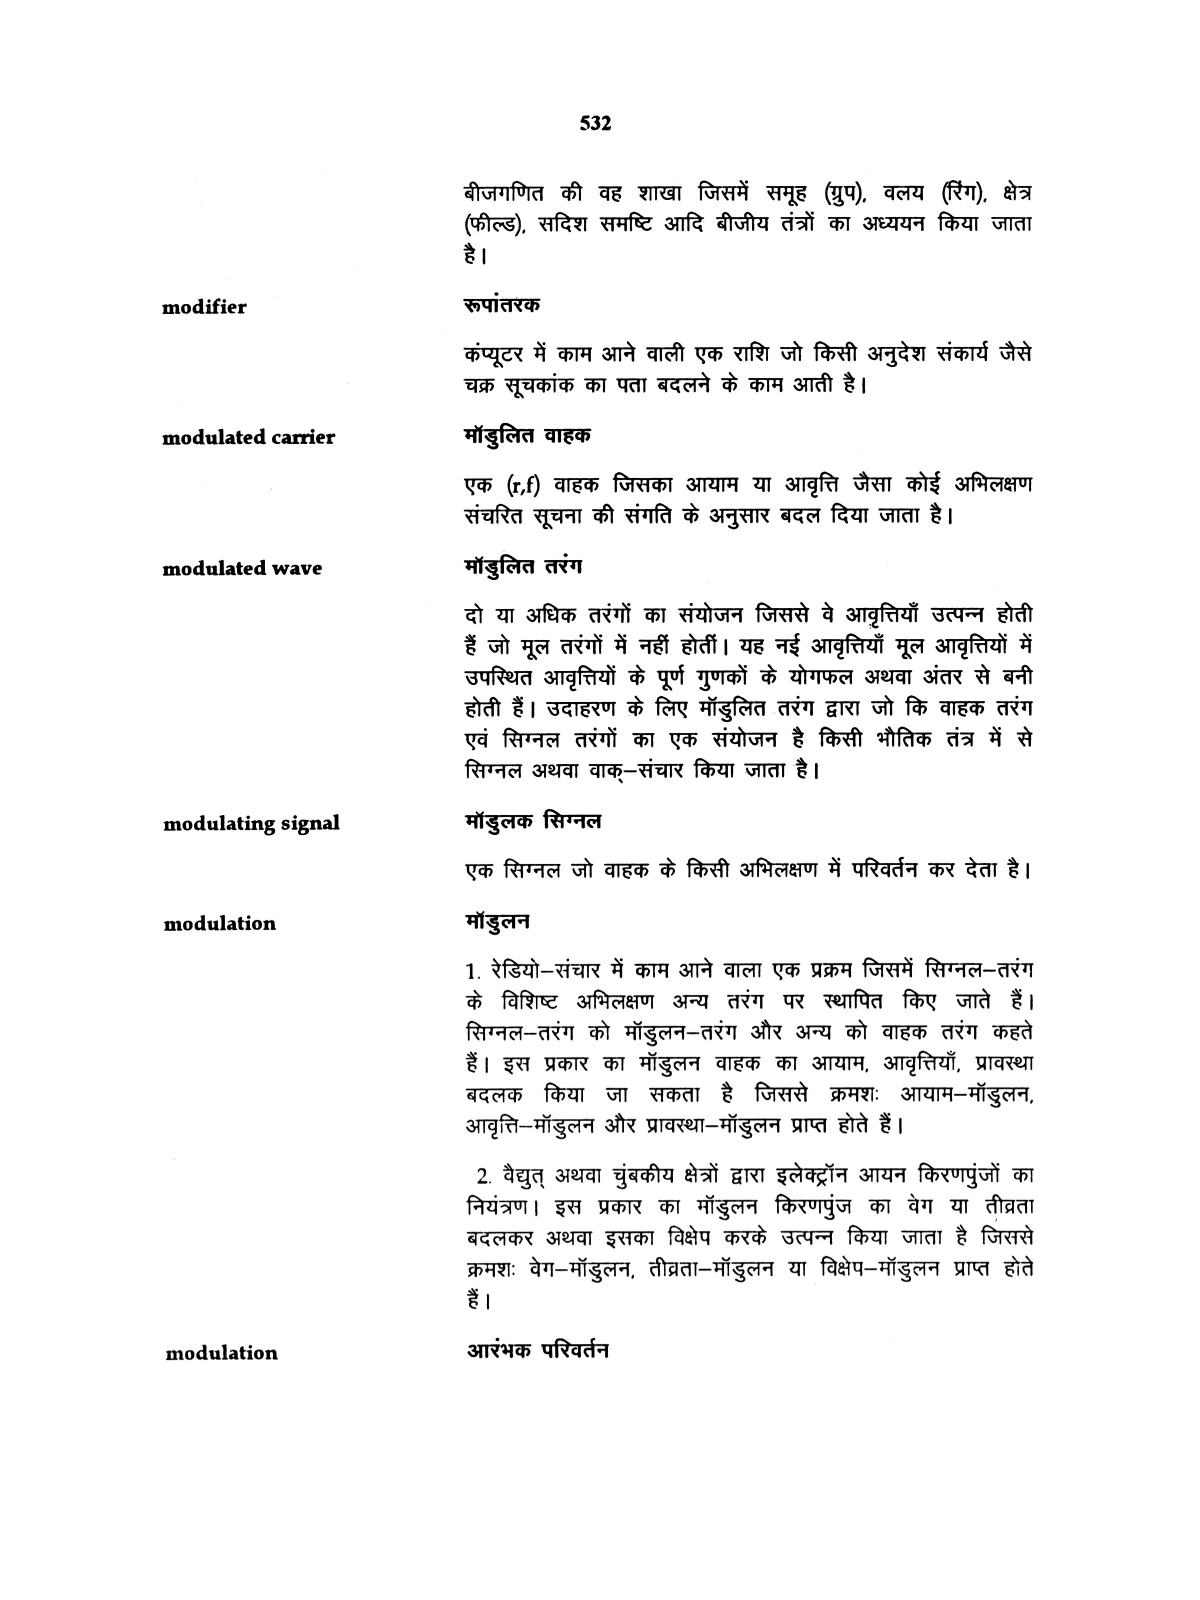 532
बीजगणित की वह शाखा जिसमें समूह (ग्रुप), वलय (रिंग), क्षेत्र
(फील्ड), सदिश समष्टि आदि बीजीय तंत्रों का अध्ययन किया जाता
है।
modifier रूपांतरक
कंप्यूटर में काम आने वाली एक राशि जो किसी अनुदेश संकार्य जैसे
चक्र सूचकांक का पता बदलने के काम आती है।
modulated carrier मॉडुलित वाहक
एक (r,f) वाहक जिसका आयाम या आवृत्ति जैसा कोई अभिलक्षण
संचरित सूचना की संगति के अनुसार बदल दिया जाता है।
modulated wave मॉडुलित तरंग
दो या अधिक तरंगों का संयोजन जिससे वे आवृत्तियाँ उत्पन्न होती
हैं जो मूल तरंगों में नहीं होतीं। यह नई आवृत्तियाँ मूल आवृत्तियों में
उपस्थित आवृत्तियों के पूर्ण गुणकों के योगफल अथवा अंतर से बनी
होती हैं। उदाहरण के लिए मॉडुलित तरंग द्वारा जो कि वाहक तरंग
एवं सिग्नल तरंगों का एक संयोजन है किसी भौतिक तंत्र में से
सिग्नल अथवा वाक्–संचार किया जाता है।
modulating signal मॉडुलक सिग्नल
एक सिग्नल जो वाहक के किसी अभिलक्षण में परिवर्तन कर देता है।
modulation मॉडुलन
1. रेडियो–संचार में काम आने वाला एक प्रक्रम जिसमें सिग्नल–तरंग
के विशिष्ट अभिलक्षण अन्य तरंग पर स्थापित किए जाते हैं।
सिग्नल–तरंग को मॉडुलन–तरंग और अन्य को वाहक तरंग कहते
हैं। इस प्रकार का मॉडुलन वाहक का आयाम, आवृत्तियाँ, प्रावस्था
बदलक किया जा सकता है जिससे क्रमशः आयाम–मॉडुलन,
आवृत्ति–मॉडुलन और प्रावस्था–मॉडुलन प्राप्त होते हैं।
2. वैद्युत् अथवा चुंबकीय क्षेत्रों द्वारा इलेक्ट्रॉन आयन किरणपुंजों का
नियंत्रण। इस प्रकार का मॉडुलन किरणपुंज का वेग या तीव्रता
बदलकर अथवा इसका विक्षेप करके उत्पन्न किया जाता है जिससे
क्रमशः वेग–मॉडुलन, तीव्रता–मॉडुलन या विक्षेप–मॉडुलन प्राप्त होते
हैं।
modulation आरंभक परिवर्तन